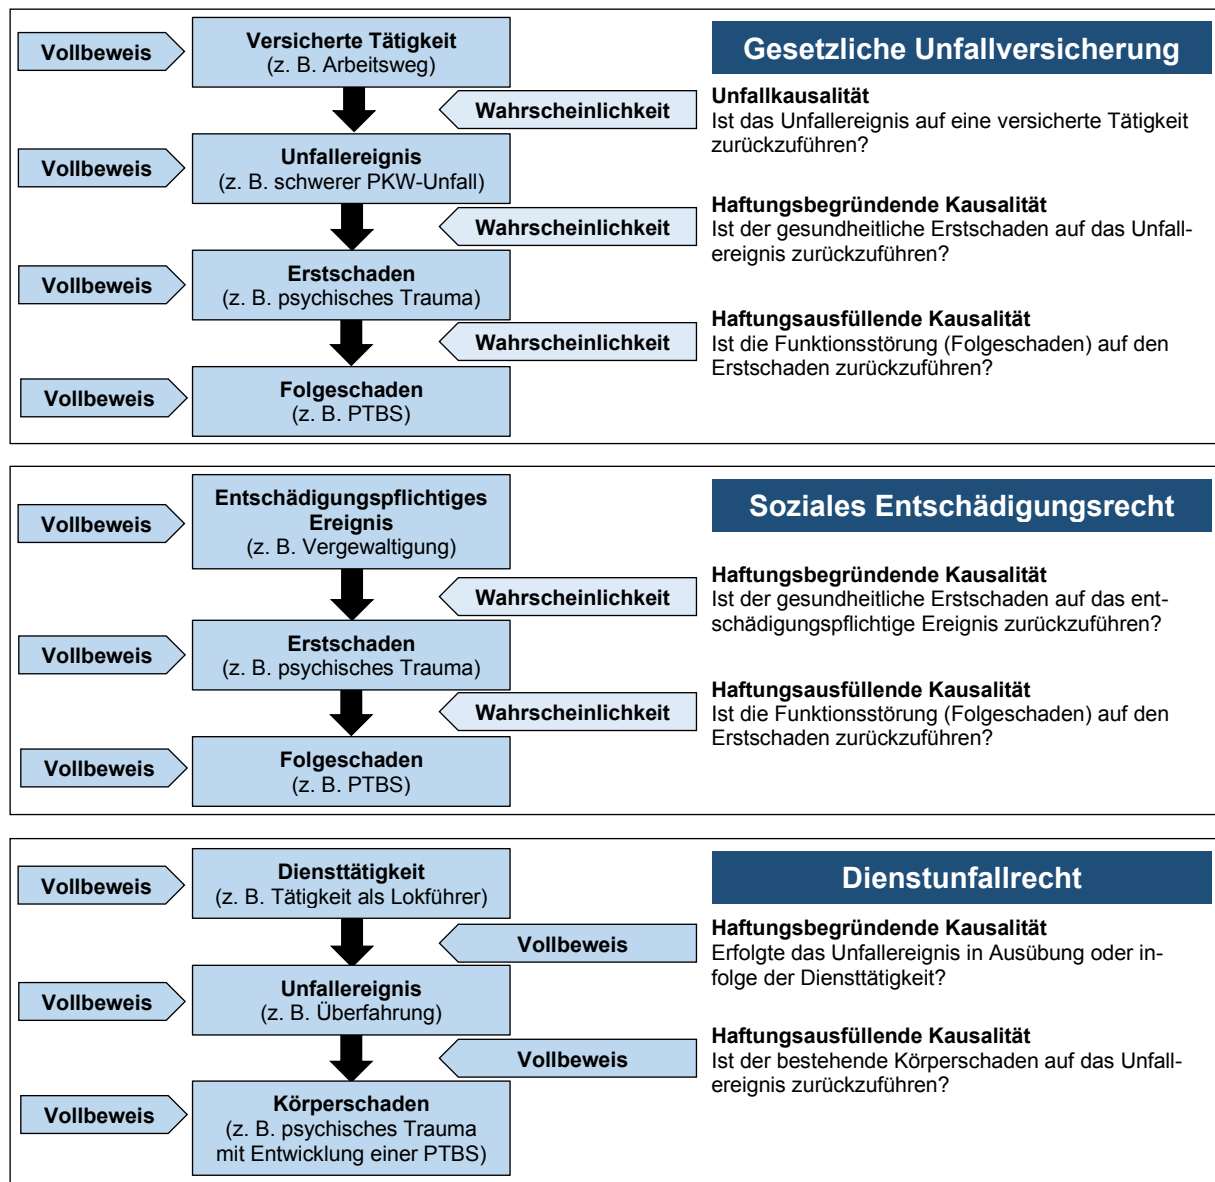 Gesetzliche Unfallversicherung
Vollbeweis
Versicherte Tätigkeit
(z. B. Arbeitsweg)
Wahrscheinlichkeit
Unfallkausalität
Ist das Unfallereignis auf eine versicherte Tätigkeit
zurückzuführen?
Vollbeweis
Unfallereignis
(z. B. schwerer PKW-Unfall)
Wahrscheinlichkeit
Haftungsbegründende Kausalität
Ist der gesundheitliche Erstschaden auf das Unfall-
ereignis zurückzuführen?
Vollbeweis
Erstschaden
(z. B. psychisches Trauma)
Wahrscheinlichkeit
Haftungsausfüllende Kausalität
Ist die Funktionsstörung (Folgeschaden) auf den
Erstschaden zurückzuführen?
Vollbeweis
Folgeschaden
(z. B. PTBS)
Soziales Entschädigungsrecht
Vollbeweis
Entschädigungspflichtiges
Ereignis
(z. B. Vergewaltigung)
Wahrscheinlichkeit
Haftungsbegründende Kausalität
Ist der gesundheitliche Erstschaden auf das ent-
schädigungspflichtige Ereignis zurückzuführen?
Vollbeweis
Erstschaden
(z. B. psychisches Trauma)
Wahrscheinlichkeit
Haftungsausfüllende Kausalität
Ist die Funktionsstörung (Folgeschaden) auf den
Erstschaden zurückzuführen?
Vollbeweis
Folgeschaden
(z. B. PTBS)
Dienstunfallrecht
Vollbeweis
Diensttätigkeit
(z. B. Tätigkeit als Lokführer)
Vollbeweis
Haftungsbegründende Kausalität
Erfolgte das Unfallereignis in Ausübung oder in-
folge der Diensttätigkeit?
Vollbeweis
Unfallereignis
(z. B. Überfahrung)
Vollbeweis
Haftungsausfüllende Kausalität
Ist der bestehende Körperschaden auf das Unfall-
ereignis zurückzuführen?
Vollbeweis
Körperschaden
(z. B. psychisches Trauma
mit Entwicklung einer PTBS)